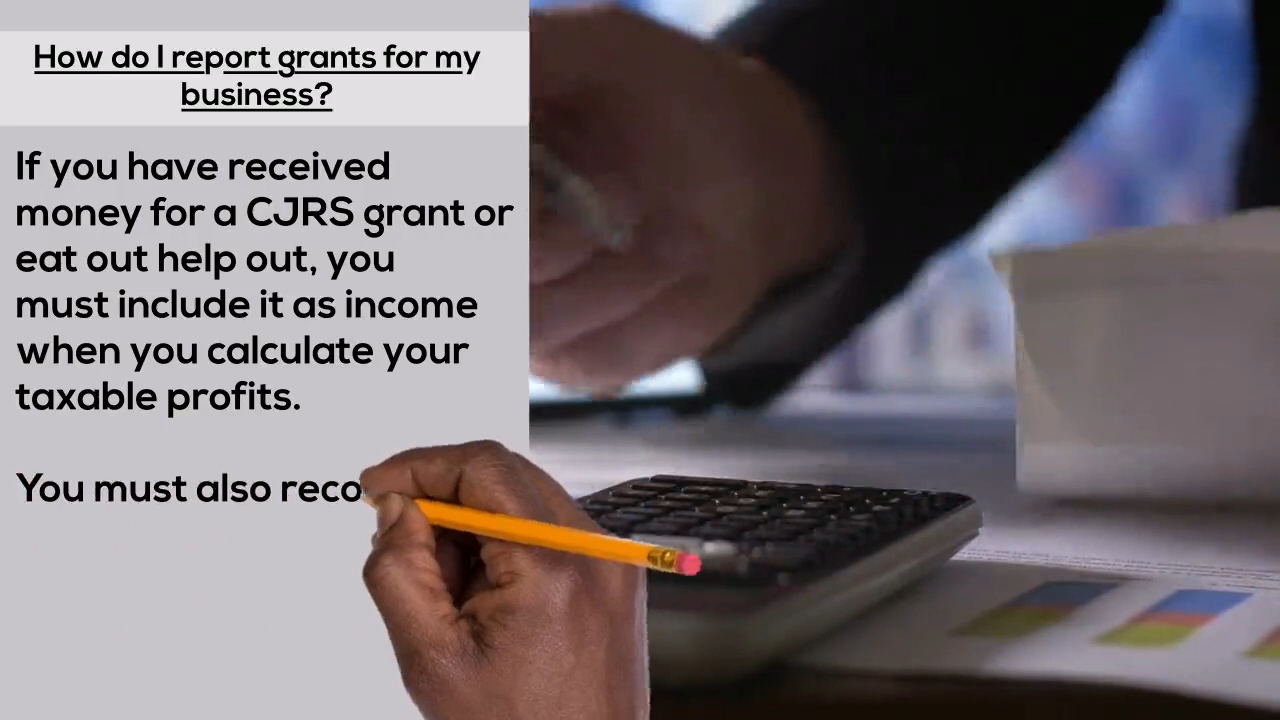 How do I report grants for my
business?
If you have received
money for a CJRS grant or
eat out help out, you
must include it as income
when you calculate your
taxable profits.
You must also reco